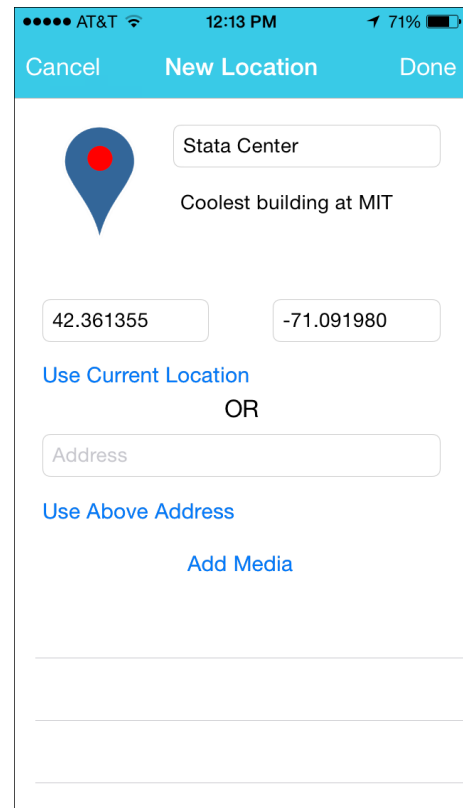 AT&T 12:13 PM 71%
Cancel New Location Done
Stata Center
Coolest building at MIT
42.361355 -71.091980
Use Current Location
OR
Address
Use Above Address
Add Media